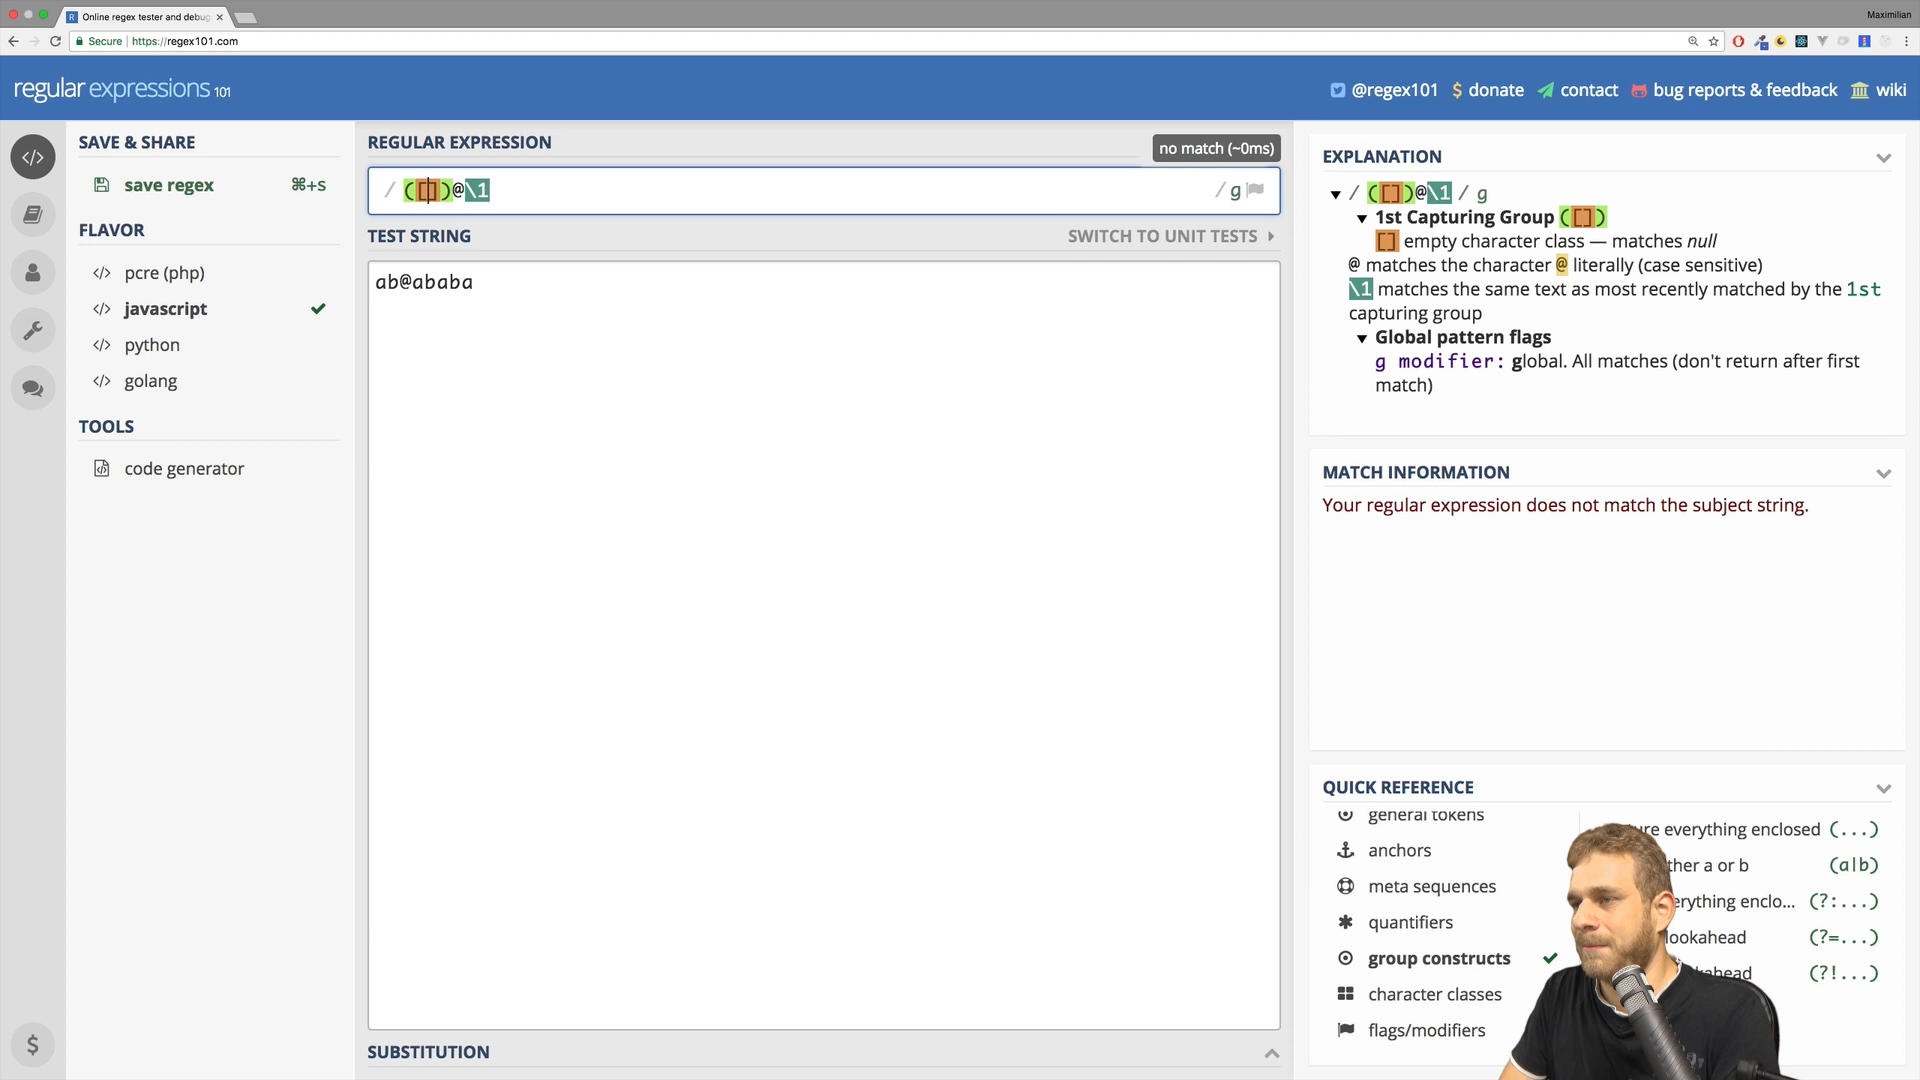 Maximilian
Online regex tester and debug
Secure | https://regex101.com
regular expressions 101
@regex101
donate
contact
bug reports & feedback
wiki
SAVE & SHARE
save regex ⌘+S
FLAVOR
pcre (php)
javascript
python
golang
TOOLS
code generator
REGULAR EXPRESSION
no match (~0ms)
/ ([])@\1 / g
TEST STRING
SWITCH TO UNIT TESTS
ab@ababa
SUBSTITUTION
EXPLANATION
/ ([])@\1 / g
1st Capturing Group ([])
[] empty character class — matches null
@ matches the character @ literally (case sensitive)
\1 matches the same text as most recently matched by the 1st
capturing group
Global pattern flags
g modifier: global. All matches (don't return after first
match)
MATCH INFORMATION
Your regular expression does not match the subject string.
QUICK REFERENCE
general tokens
anchors
meta sequences
quantifiers
group constructs
character classes
flags/modifiers
everything enclosed (...)
a or b (a|b)
enclo... (?:...)
lookahead (?=...)
(?!...)
$